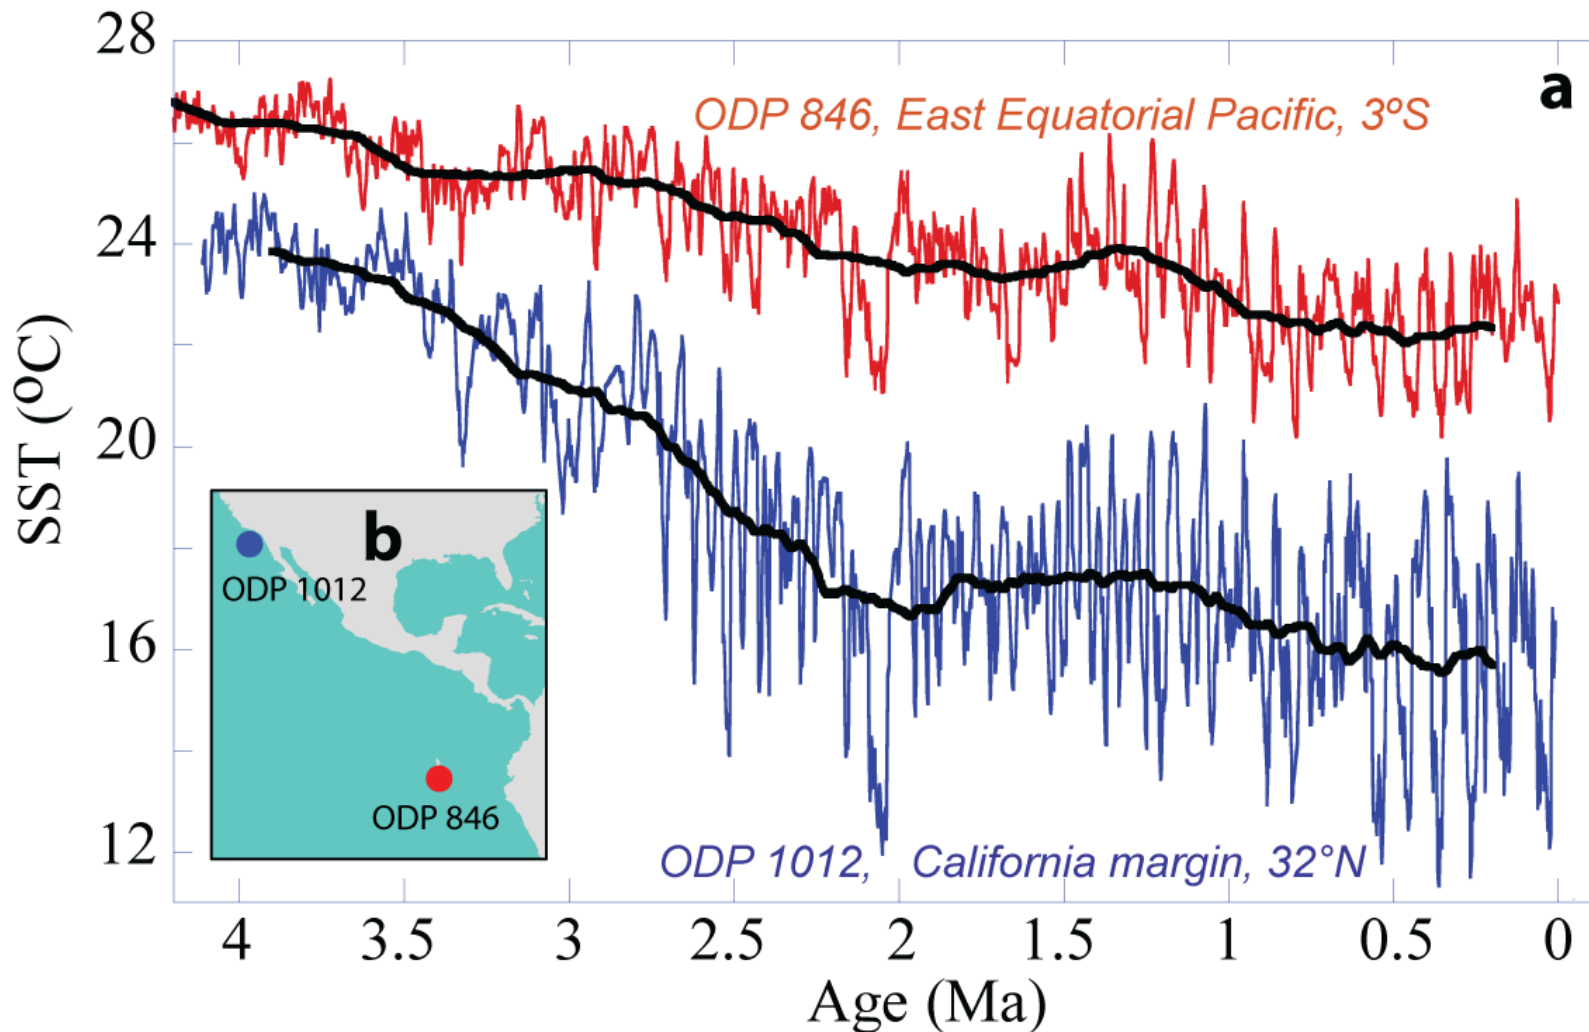 28
24
20
16
12
SST (ºC)
a
ODP 846, East Equatorial Pacific, 3ºS
b
ODP 1012
ODP 846
ODP 1012, California margin, 32°N
4 3.5 3 2.5 2 1.5 1 0.5 0
Age (Ma)